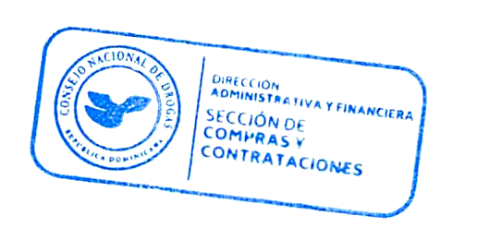 CONSEJO NACIONAL DE DROGAS
REPÚBLICA DOMINICANA
DIRECCIÓN
ADMINISTRATIVA Y FINANCIERA
SECCIÓN DE
COMPRAS Y
CONTRATACIONES